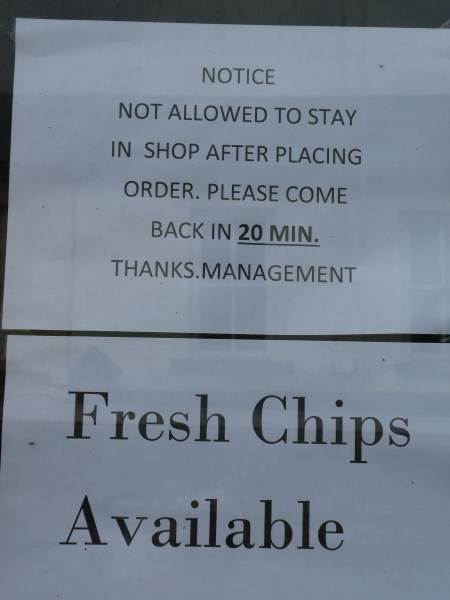 NOTICE
NOT ALLOWED TO STAY
IN SHOP AFTER PLACING
ORDER. PLEASE COME
BACK IN 20 MIN.
THANKS.MANAGEMENT
Fresh Chips
Available